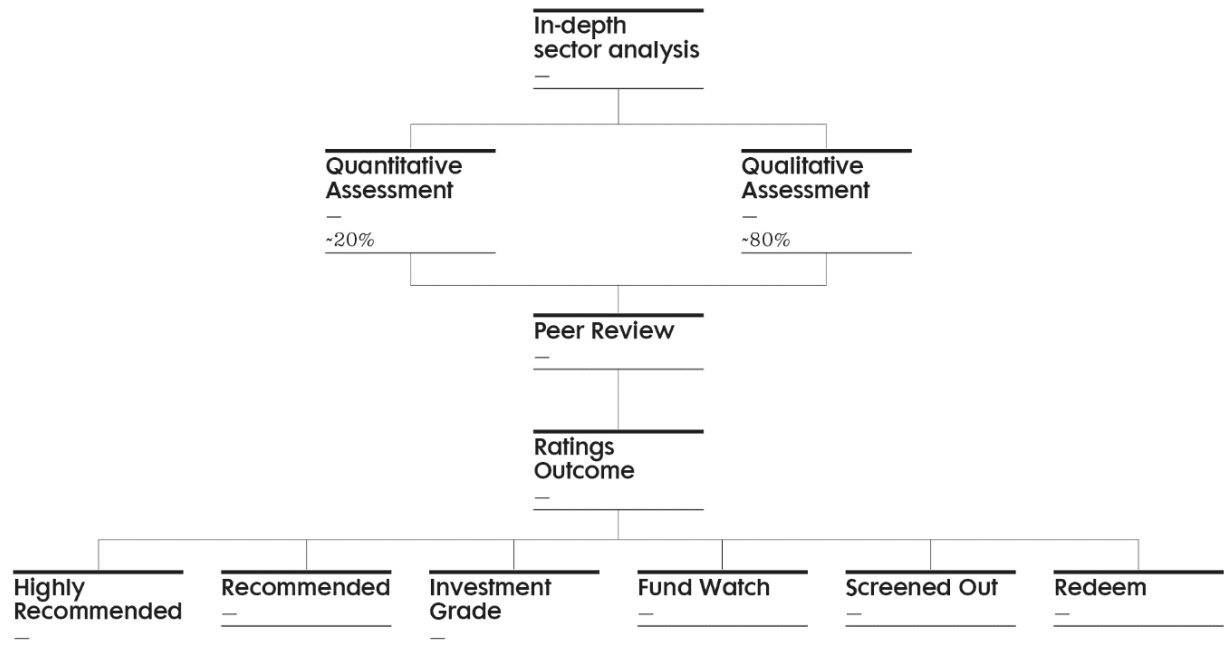 In-depth
sector analysis
—
Quantitative
Assessment
—
~20%
Qualitative
Assessment
—
~80%
Peer Review
—
Ratings
Outcome
—
Highly
Recommended
—
Recommended
—
Investment
Grade
—
Fund Watch
—
Screened Out
—
Redeem
—